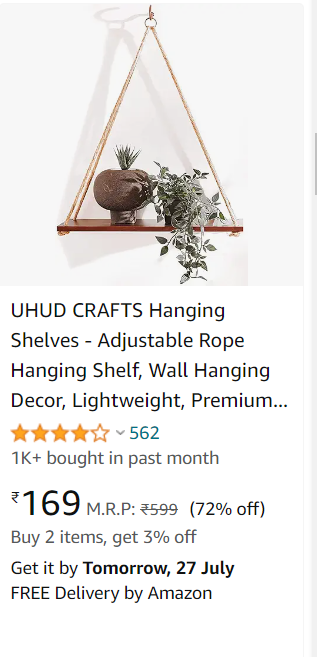 UHUD CRAFTS Hanging
Shelves - Adjustable Rope
Hanging Shelf, Wall Hanging
Decor, Lightweight, Premium...
562
1K+ bought in past month
₹169 M.R.P: ₹599 (72% off)
Buy 2 items, get 3% off
Get it by Tomorrow, 27 July
FREE Delivery by Amazon